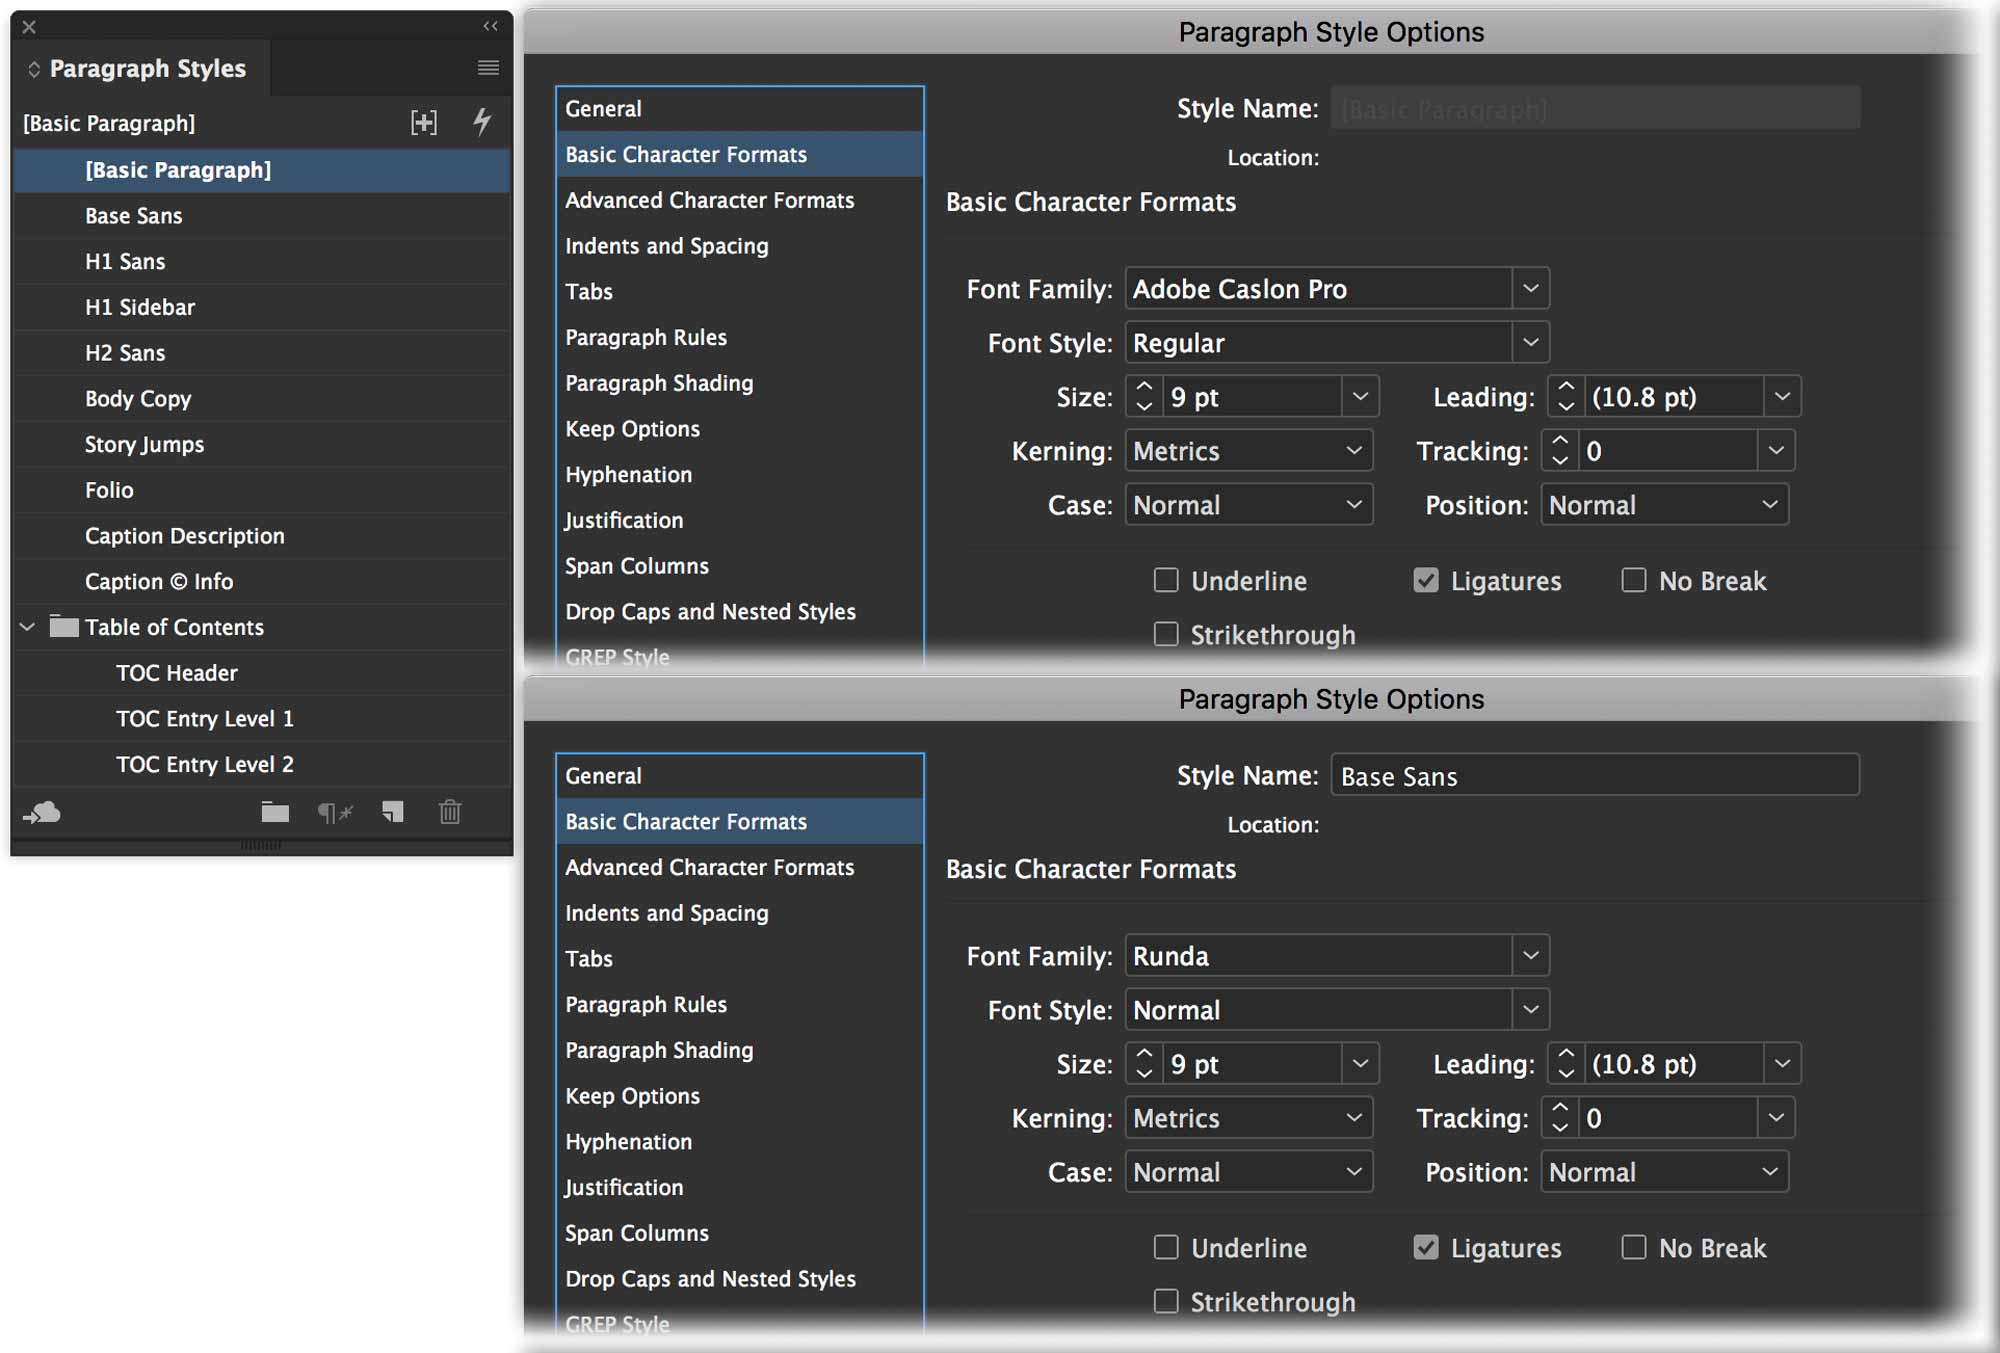 Paragraph Styles
[Basic Paragraph]
[Basic Paragraph]
Base Sans
H1 Sans
H1 Sidebar
H2 Sans
Body Copy
Story Jumps
Folio
Caption Description
Caption © Info
Table of Contents
TOC Header
TOC Entry Level 1
TOC Entry Level 2
Paragraph Style Options
General
Basic Character Formats
Advanced Character Formats
Indents and Spacing
Tabs
Paragraph Rules
Paragraph Shading
Keep Options
Hyphenation
Justification
Span Columns
Drop Caps and Nested Styles
GREP Style
Style Name: [Basic Paragraph]
Location:
Basic Character Formats
Font Family: Adobe Caslon Pro
Font Style: Regular
Size: 9 pt Leading: (10.8 pt)
Kerning: Metrics Tracking: 0
Case: Normal Position: Normal
Underline Ligatures No Break
Strikethrough
Paragraph Style Options
General
Basic Character Formats
Advanced Character Formats
Indents and Spacing
Tabs
Paragraph Rules
Paragraph Shading
Keep Options
Hyphenation
Justification
Span Columns
Drop Caps and Nested Styles
GREP Style
Style Name: Base Sans
Location:
Basic Character Formats
Font Family: Runda
Font Style: Normal
Size: 9 pt Leading: (10.8 pt)
Kerning: Metrics Tracking: 0
Case: Normal Position: Normal
Underline Ligatures No Break
Strikethrough